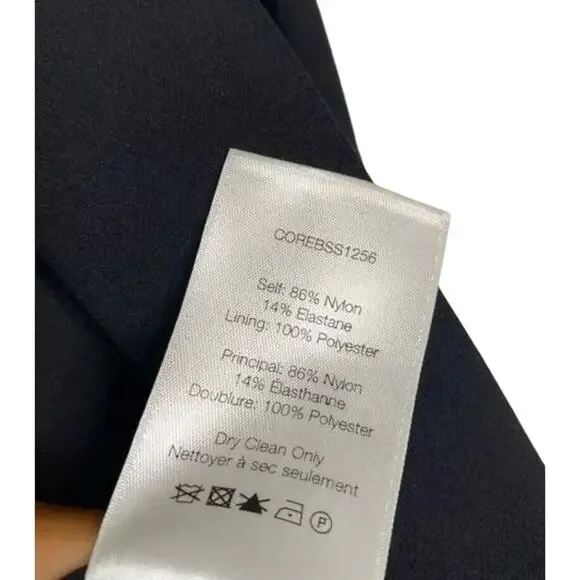 COREBSS1256
Self: 86% Nylon
14% Elastane
Lining: 100% Polyester
Principal: 86% Nylon
14% Élasthanne
Doublure: 100% Polyester
Dry Clean Only
Nettoyer à sec seulement
P